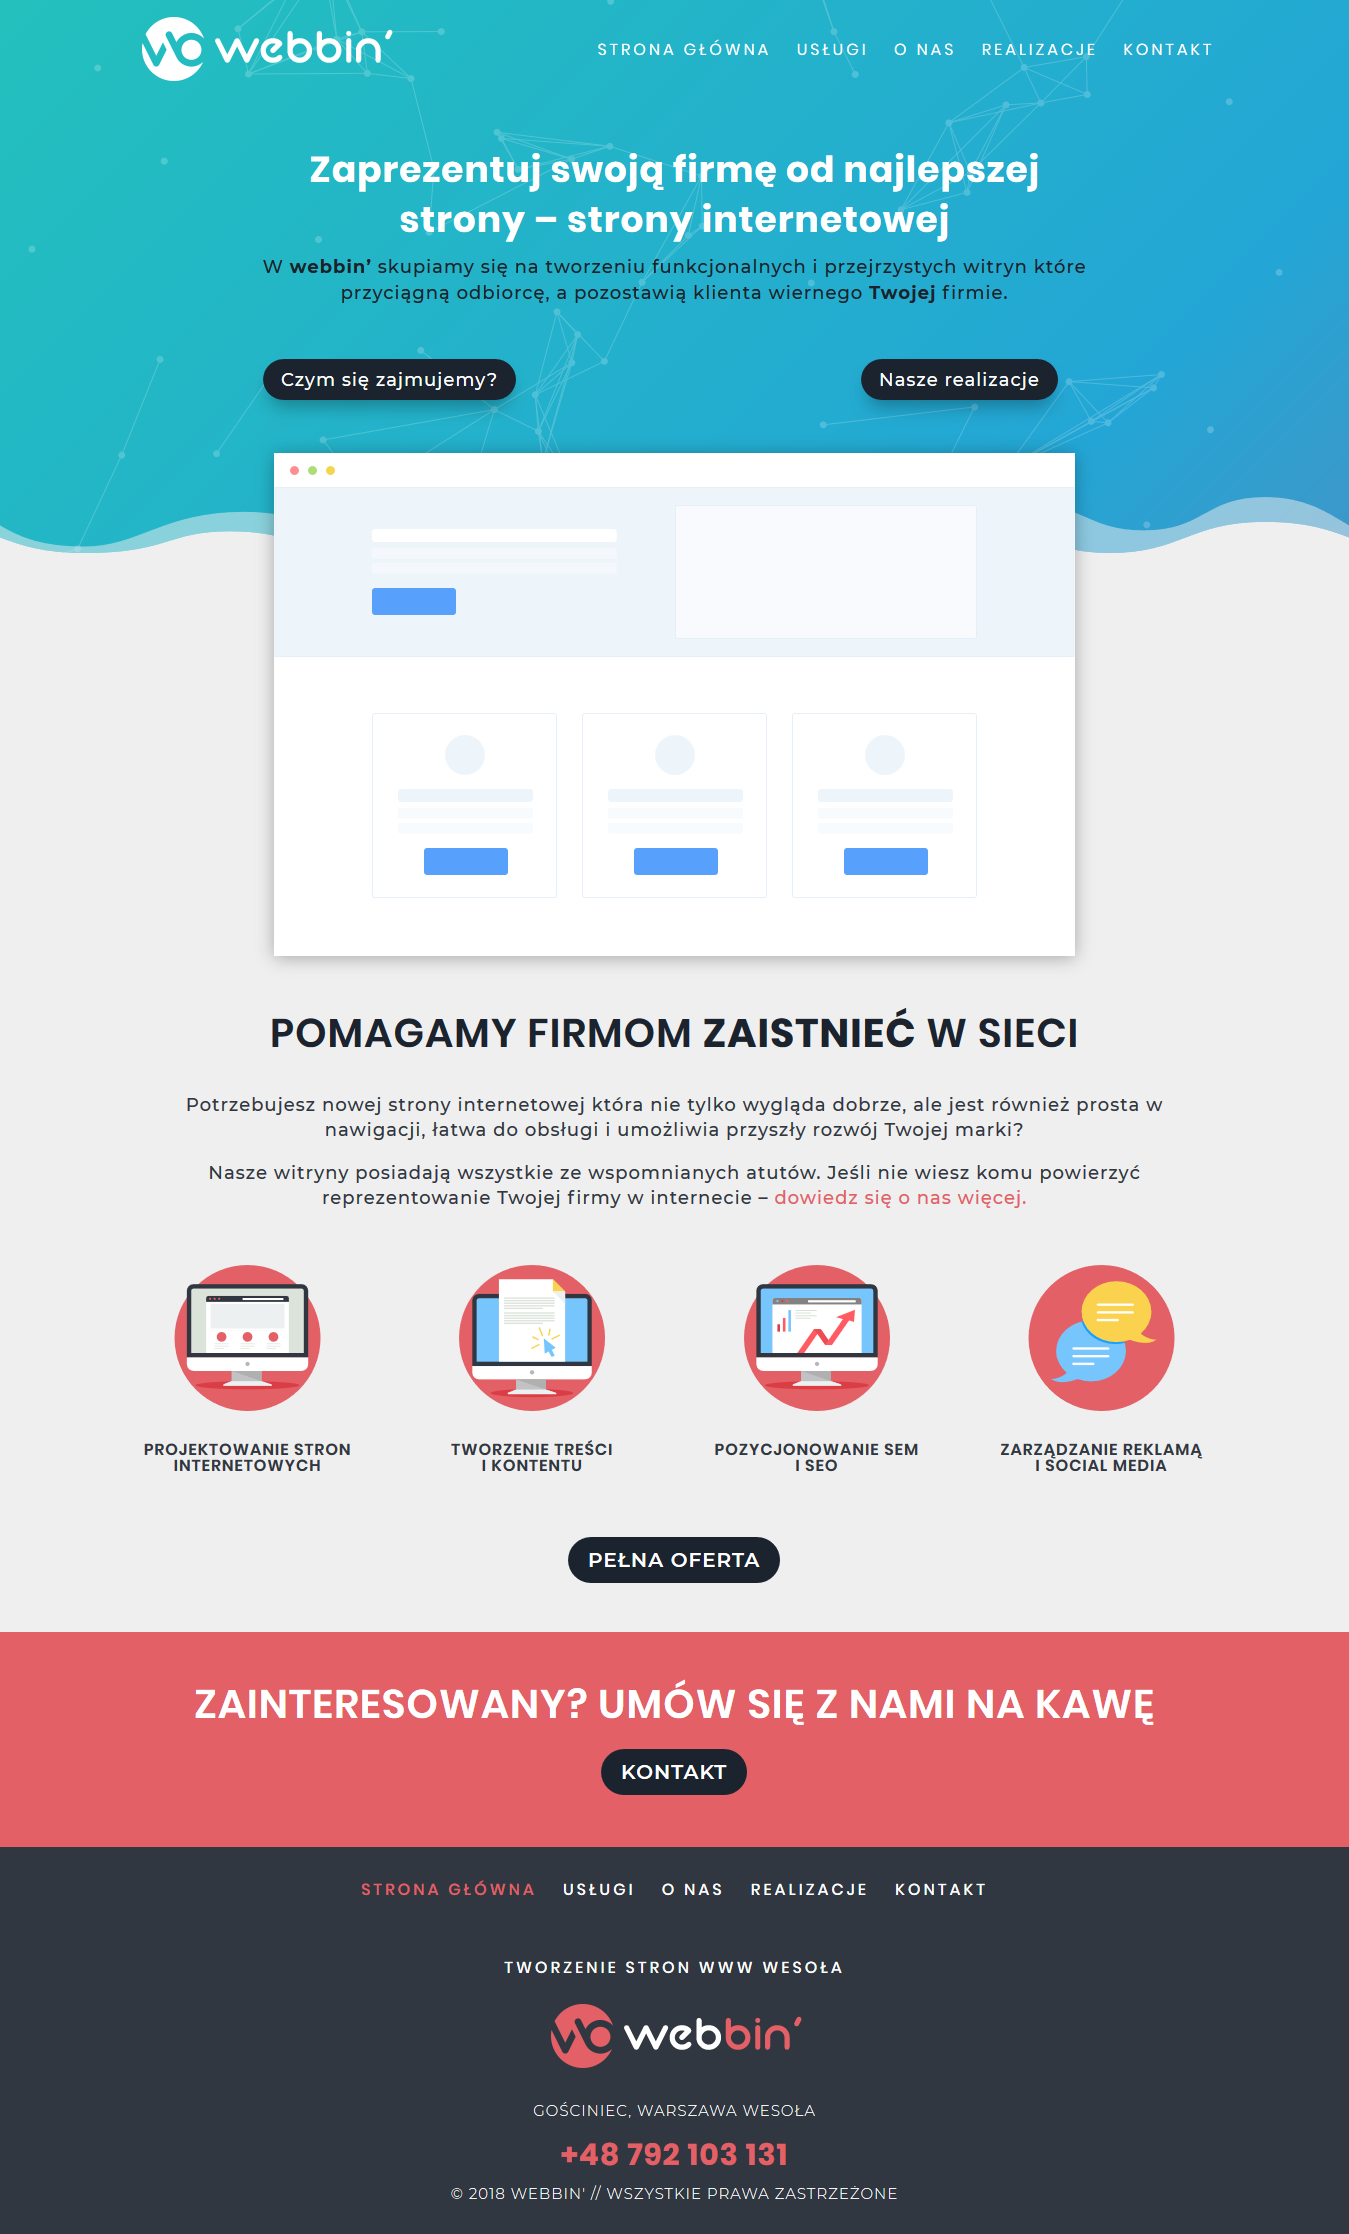 webbin'
STRONA GŁÓWNA USŁUGI O NAS REALIZACJE KONTAKT
Zaprezentuj swoją firmę od najlepszej
strony – strony internetowej
W webbin’ skupiamy się na tworzeniu funkcjonalnych i przejrzystych witryn które
przyciągną odbiorcę, a pozostawią klienta wiernego Twojej firmie.
Czym się zajmujemy?
Nasze realizacje
POMAGAMY FIRMOM ZAISTNIEĆ W SIECI
Potrzebujesz nowej strony internetowej która nie tylko wygląda dobrze, ale jest również prosta w
nawigacji, łatwa do obsługi i umożliwia przyszły rozwój Twojej marki?
Nasze witryny posiadają wszystkie ze wspomnianych atutów. Jeśli nie wiesz komu powierzyć
reprezentowanie Twojej firmy w internecie – dowiedz się o nas więcej.
PROJEKTOWANIE STRON
INTERNETOWYCH
TWORZENIE TREŚCI
I KONTENTU
POZYCJONOWANIE SEM
I SEO
ZARZĄDZANIE REKLAMĄ
I SOCIAL MEDIA
PEŁNA OFERTA
ZAINTERESOWANY? UMÓW SIĘ Z NAMI NA KAWĘ
KONTAKT
STRONA GŁÓWNA USŁUGI O NAS REALIZACJE KONTAKT
TWORZENIE STRON WWW WESOŁA
webbin'
GOŚCINIEC, WARSZAWA WESOŁA
+48 792 103 131
© 2018 WEBBIN' // WSZYSTKIE PRAWA ZASTRZEŻONE